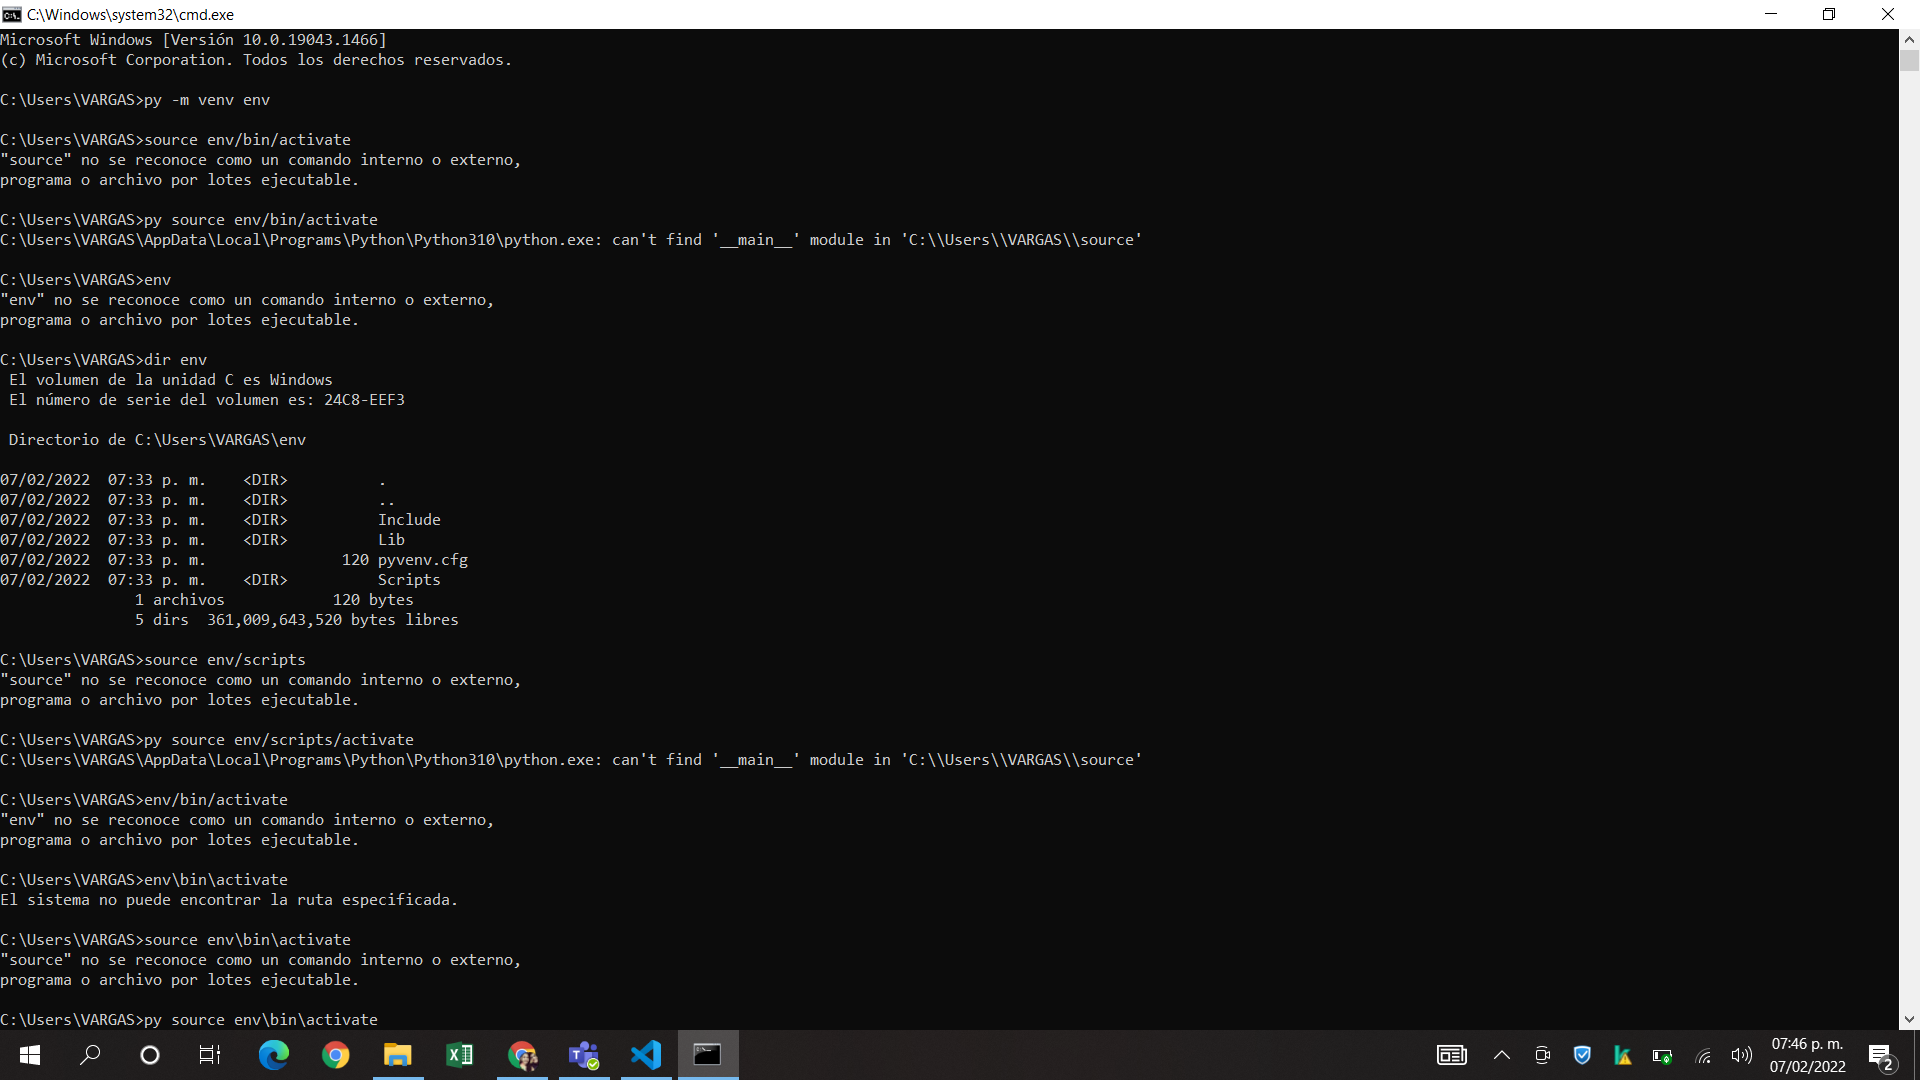 C:\Windows\system32\cmd.exe
Microsoft Windows [Versión 10.0.19043.1466]
(c) Microsoft Corporation. Todos los derechos reservados.
C:\Users\VARGAS>py -m venv env
C:\Users\VARGAS>source env/bin/activate
"source" no se reconoce como un comando interno o externo,
programa o archivo por lotes ejecutable.
C:\Users\VARGAS>py source env/bin/activate
C:\Users\VARGAS\AppData\Local\Programs\Python\Python310\python.exe: can't find '__main__' module in 'C:\\Users\\VARGAS\\source'
C:\Users\VARGAS>env
"env" no se reconoce como un comando interno o externo,
programa o archivo por lotes ejecutable.
C:\Users\VARGAS>dir env
 El volumen de la unidad C es Windows
 El número de serie del volumen es: 24C8-EEF3
 Directorio de C:\Users\VARGAS\env
07/02/2022  07:33 p. m.    <DIR>          .
07/02/2022  07:33 p. m.    <DIR>          ..
07/02/2022  07:33 p. m.    <DIR>          Include
07/02/2022  07:33 p. m.    <DIR>          Lib
07/02/2022  07:33 p. m.               120 pyvenv.cfg
07/02/2022  07:33 p. m.    <DIR>          Scripts
               1 archivos            120 bytes
               5 dirs  361,009,643,520 bytes libres
C:\Users\VARGAS>source env/scripts
"source" no se reconoce como un comando interno o externo,
programa o archivo por lotes ejecutable.
C:\Users\VARGAS>py source env/scripts/activate
C:\Users\VARGAS\AppData\Local\Programs\Python\Python310\python.exe: can't find '__main__' module in 'C:\\Users\\VARGAS\\source'
C:\Users\VARGAS>env/bin/activate
"env" no se reconoce como un comando interno o externo,
programa o archivo por lotes ejecutable.
C:\Users\VARGAS>env\bin\activate
El sistema no puede encontrar la ruta especificada.
C:\Users\VARGAS>source env\bin\activate
"source" no se reconoce como un comando interno o externo,
programa o archivo por lotes ejecutable.
C:\Users\VARGAS>py source env\bin\activate
07:46 p. m.
07/02/2022
2